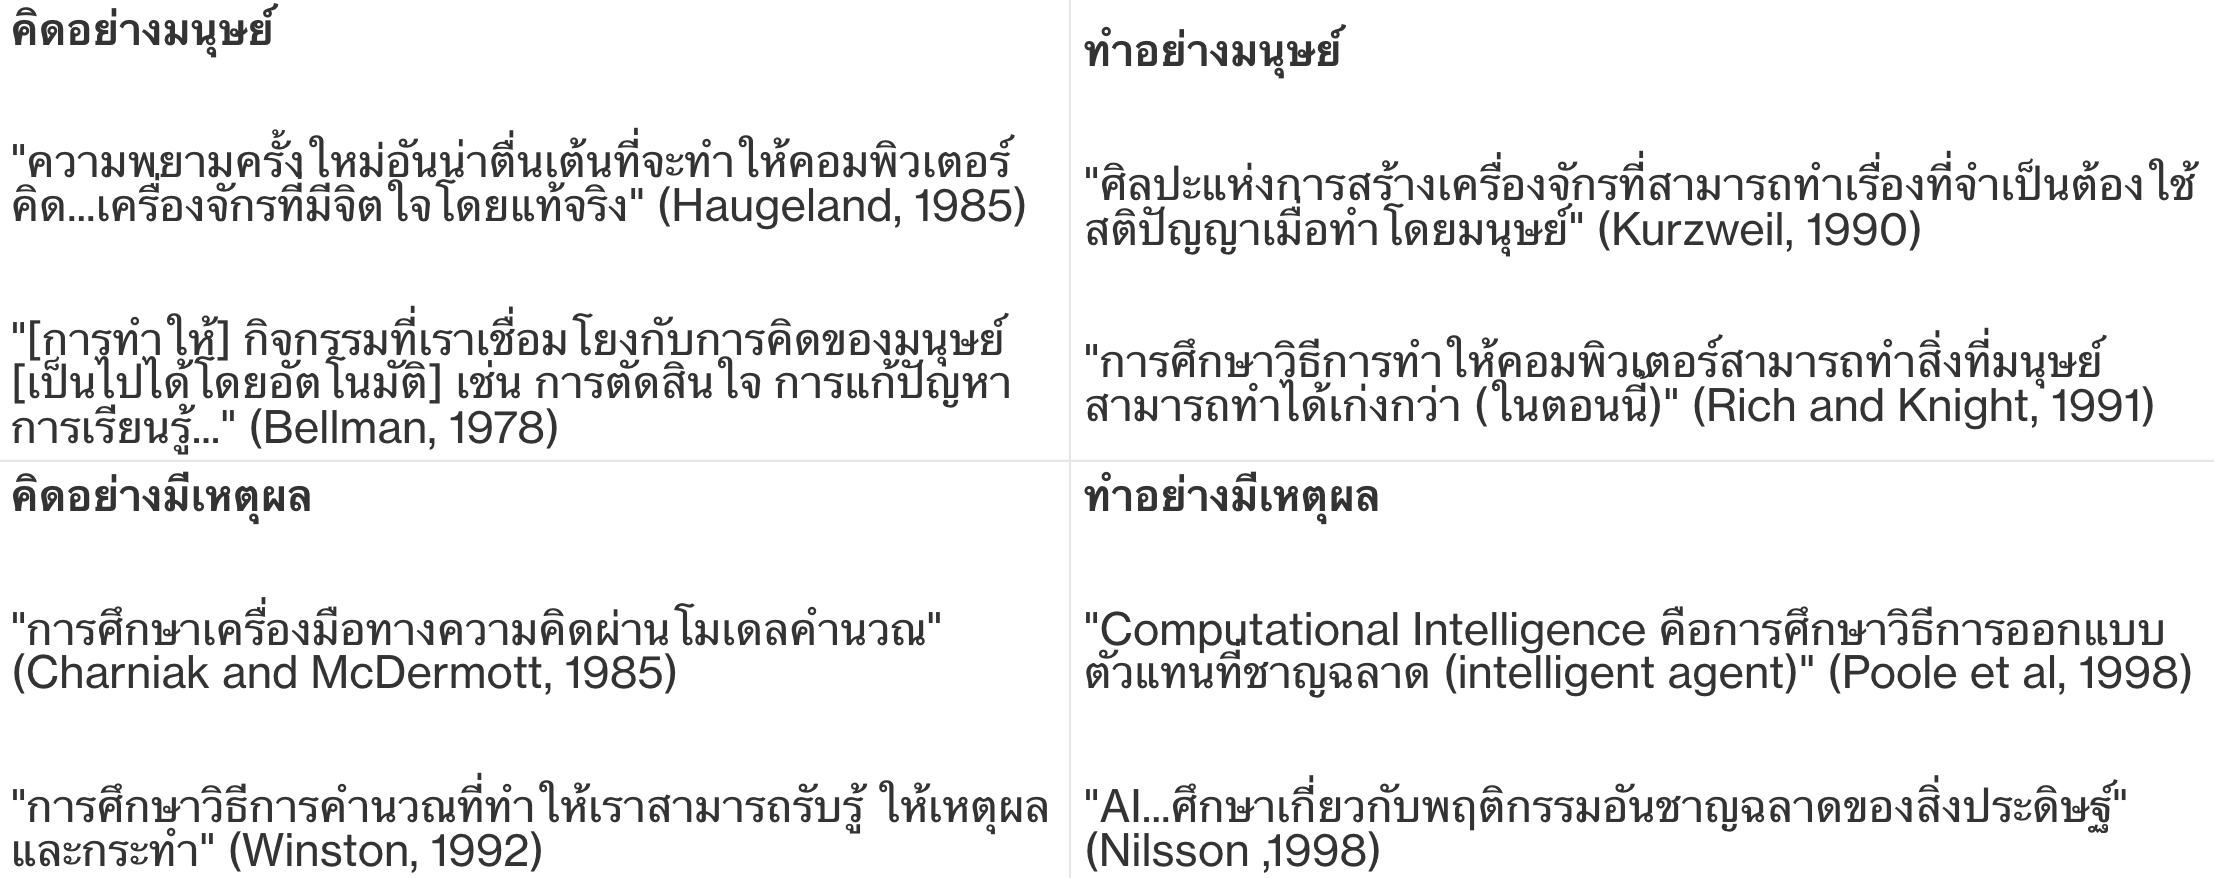 คิดอย่างมนุษย์
"ความพยามครั้งใหม่อันน่าตื่นเต้นที่จะทำให้คอมพิวเตอร์
คิด...เครื่องจักรที่มีจิตใจโดยแท้จริง" (Haugeland, 1985)
"[การทำให้] กิจกรรมที่เราเชื่อมโยงกับการคิดของมนุษย์
[เป็นไปได้โดยอัตโนมัติ] เช่น การตัดสินใจ การแก้ปัญหา
การเรียนรู้..." (Bellman, 1978)
ทำอย่างมนุษย์
"ศิลปะแห่งการสร้างเครื่องจักรที่สามารถทำเรื่องที่จำเป็นต้องใช้
สติปัญญาเมื่อทำโดยมนุษย์" (Kurzweil, 1990)
"การศึกษาวิธีการทำให้คอมพิวเตอร์สามารถทำสิ่งที่มนุษย์
สามารถทำได้เก่งกว่า (ในตอนนี้)" (Rich and Knight, 1991)
คิดอย่างมีเหตุผล
"การศึกษาเครื่องมือทางความคิดผ่านโมเดลคำนวณ"
(Charniak and McDermott, 1985)
"การศึกษาวิธีการคำนวณที่ทำให้เราสามารถรับรู้ ให้เหตุผล
และกระทำ" (Winston, 1992)
ทำอย่างมีเหตุผล
"Computational Intelligence คือการศึกษาวิธีการออกแบบ
ตัวแทนที่ชาญฉลาด (intelligent agent)" (Poole et al, 1998)
"AI...ศึกษาเกี่ยวกับพฤติกรรมอันชาญฉลาดของสิ่งประดิษฐ์"
(Nilsson ,1998)